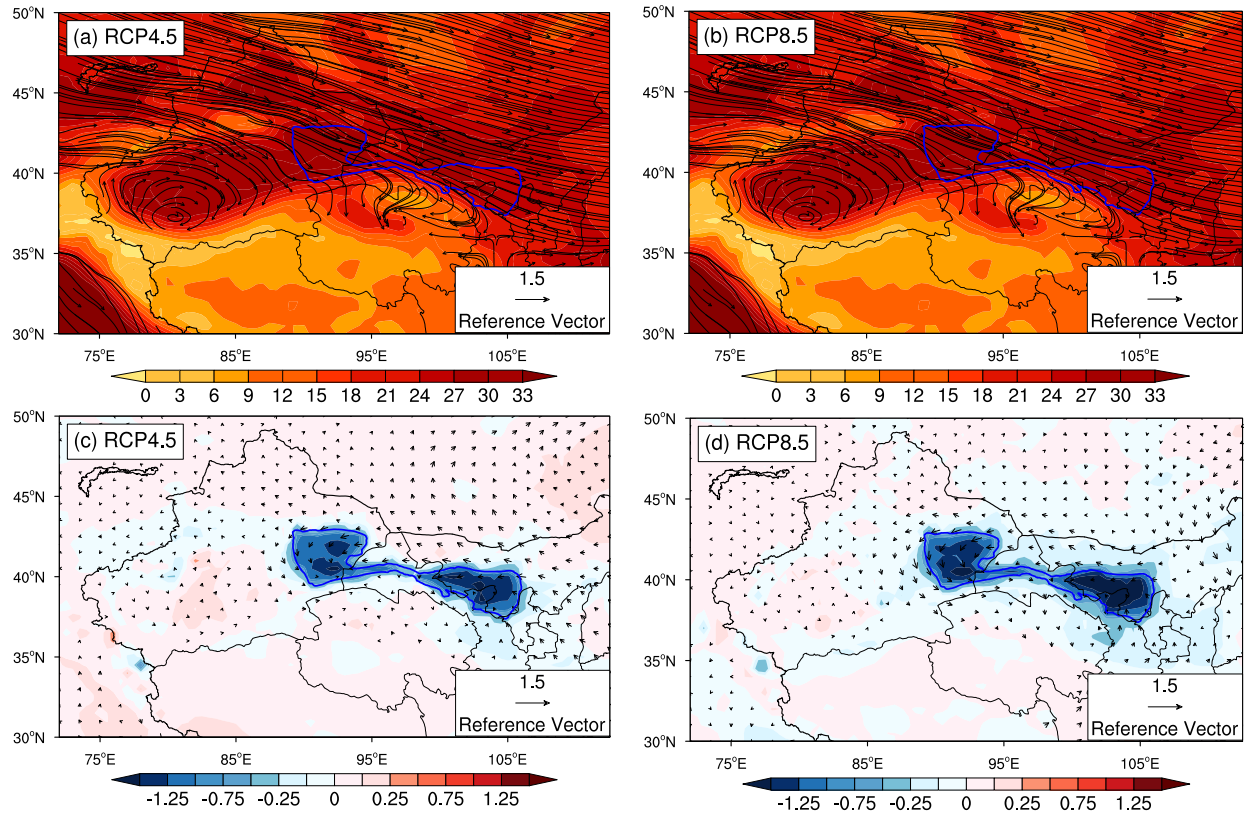 50°N
(a) RCP4.5
45°N
40°N
35°N
30°N
1.5
Reference Vector
75°E
85°E
95°E
105°E
0 3 6 9 12 15 18 21 24 27 30 33
50°N
(b) RCP8.5
45°N
40°N
35°N
30°N
1.5
Reference Vector
75°E
85°E
95°E
105°E
0 3 6 9 12 15 18 21 24 27 30 33
50°N
(c) RCP4.5
45°N
40°N
35°N
30°N
1.5
Reference Vector
75°E
85°E
95°E
105°E
-1.25 -0.75 -0.25 0 0.25 0.75 1.25
50°N
(d) RCP8.5
45°N
40°N
35°N
30°N
1.5
Reference Vector
75°E
85°E
95°E
105°E
-1.25 -0.75 -0.25 0 0.25 0.75 1.25